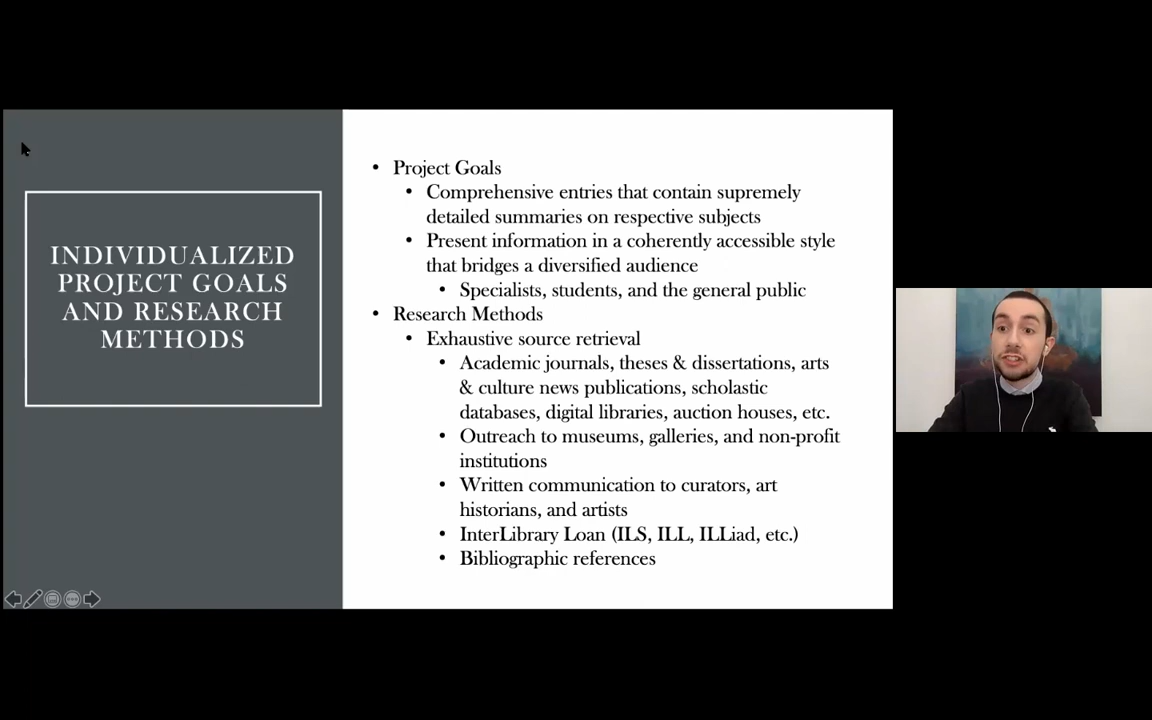 INDIVIDUALIZED
PROJECT GOALS
AND RESEARCH
METHODS
• Project Goals
• Comprehensive entries that contain supremely
detailed summaries on respective subjects
• Present information in a coherently accessible style
that bridges a diversified audience
• Specialists, students, and the general public
• Research Methods
• Exhaustive source retrieval
• Academic journals, theses & dissertations, arts
& culture news publications, scholastic
databases, digital libraries, auction houses, etc.
• Outreach to museums, galleries, and non-profit
institutions
• Written communication to curators, art
historians, and artists
• InterLibrary Loan (ILS, ILL, ILLiad, etc.)
• Bibliographic references